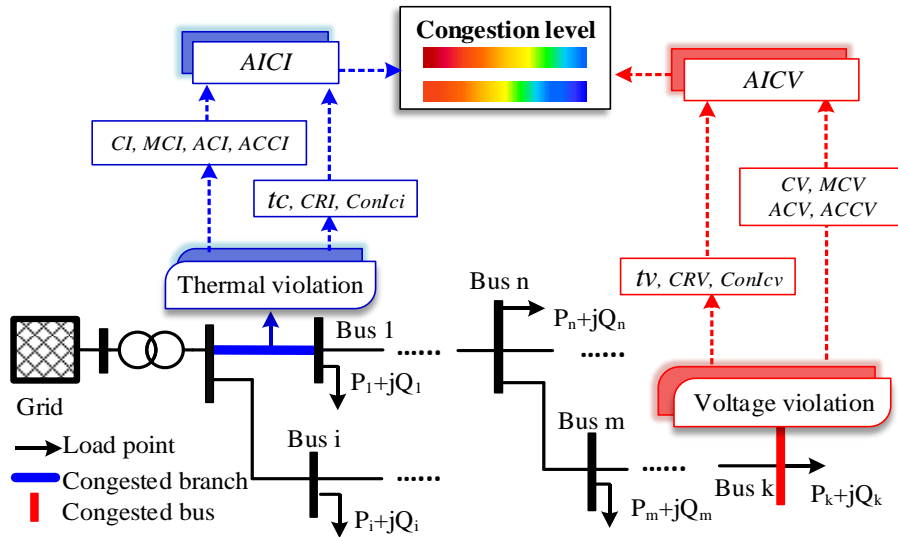 Congestion level
AICI
AICV
CI, MCI, ACI, ACCI
tc, CRI, ConIci
CV, MCV
ACV, ACCV
tv, CRV, ConIcv
Thermal violation
Voltage violation
Bus n
Pn+jQn
Bus 1
......
......
P1+jQ1
Grid
Load point
Congested branch
Congested bus
Bus i
......
Pi+jQi
Bus m
......
Pm+jQm
Bus k
Pk+jQk